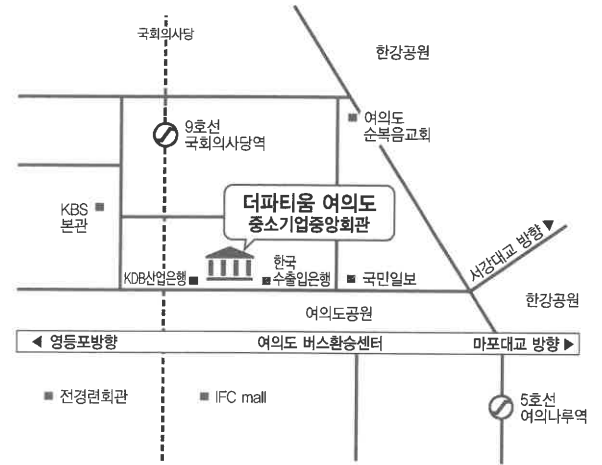 국회의사당
한강공원
9호선
국회의사당역
여의도
순복음교회
KBS
본관
더파티움 여의도
중소기업중앙회관
서강대교 방향 ▶
KDB산업은행
한국
수출입은행
국민일보
한강공원
여의도공원
◀ 영등포방향
여의도 버스환승센터
마포대교 방향 ▶
전경련회관
IFC mall
5호선
여의나루역